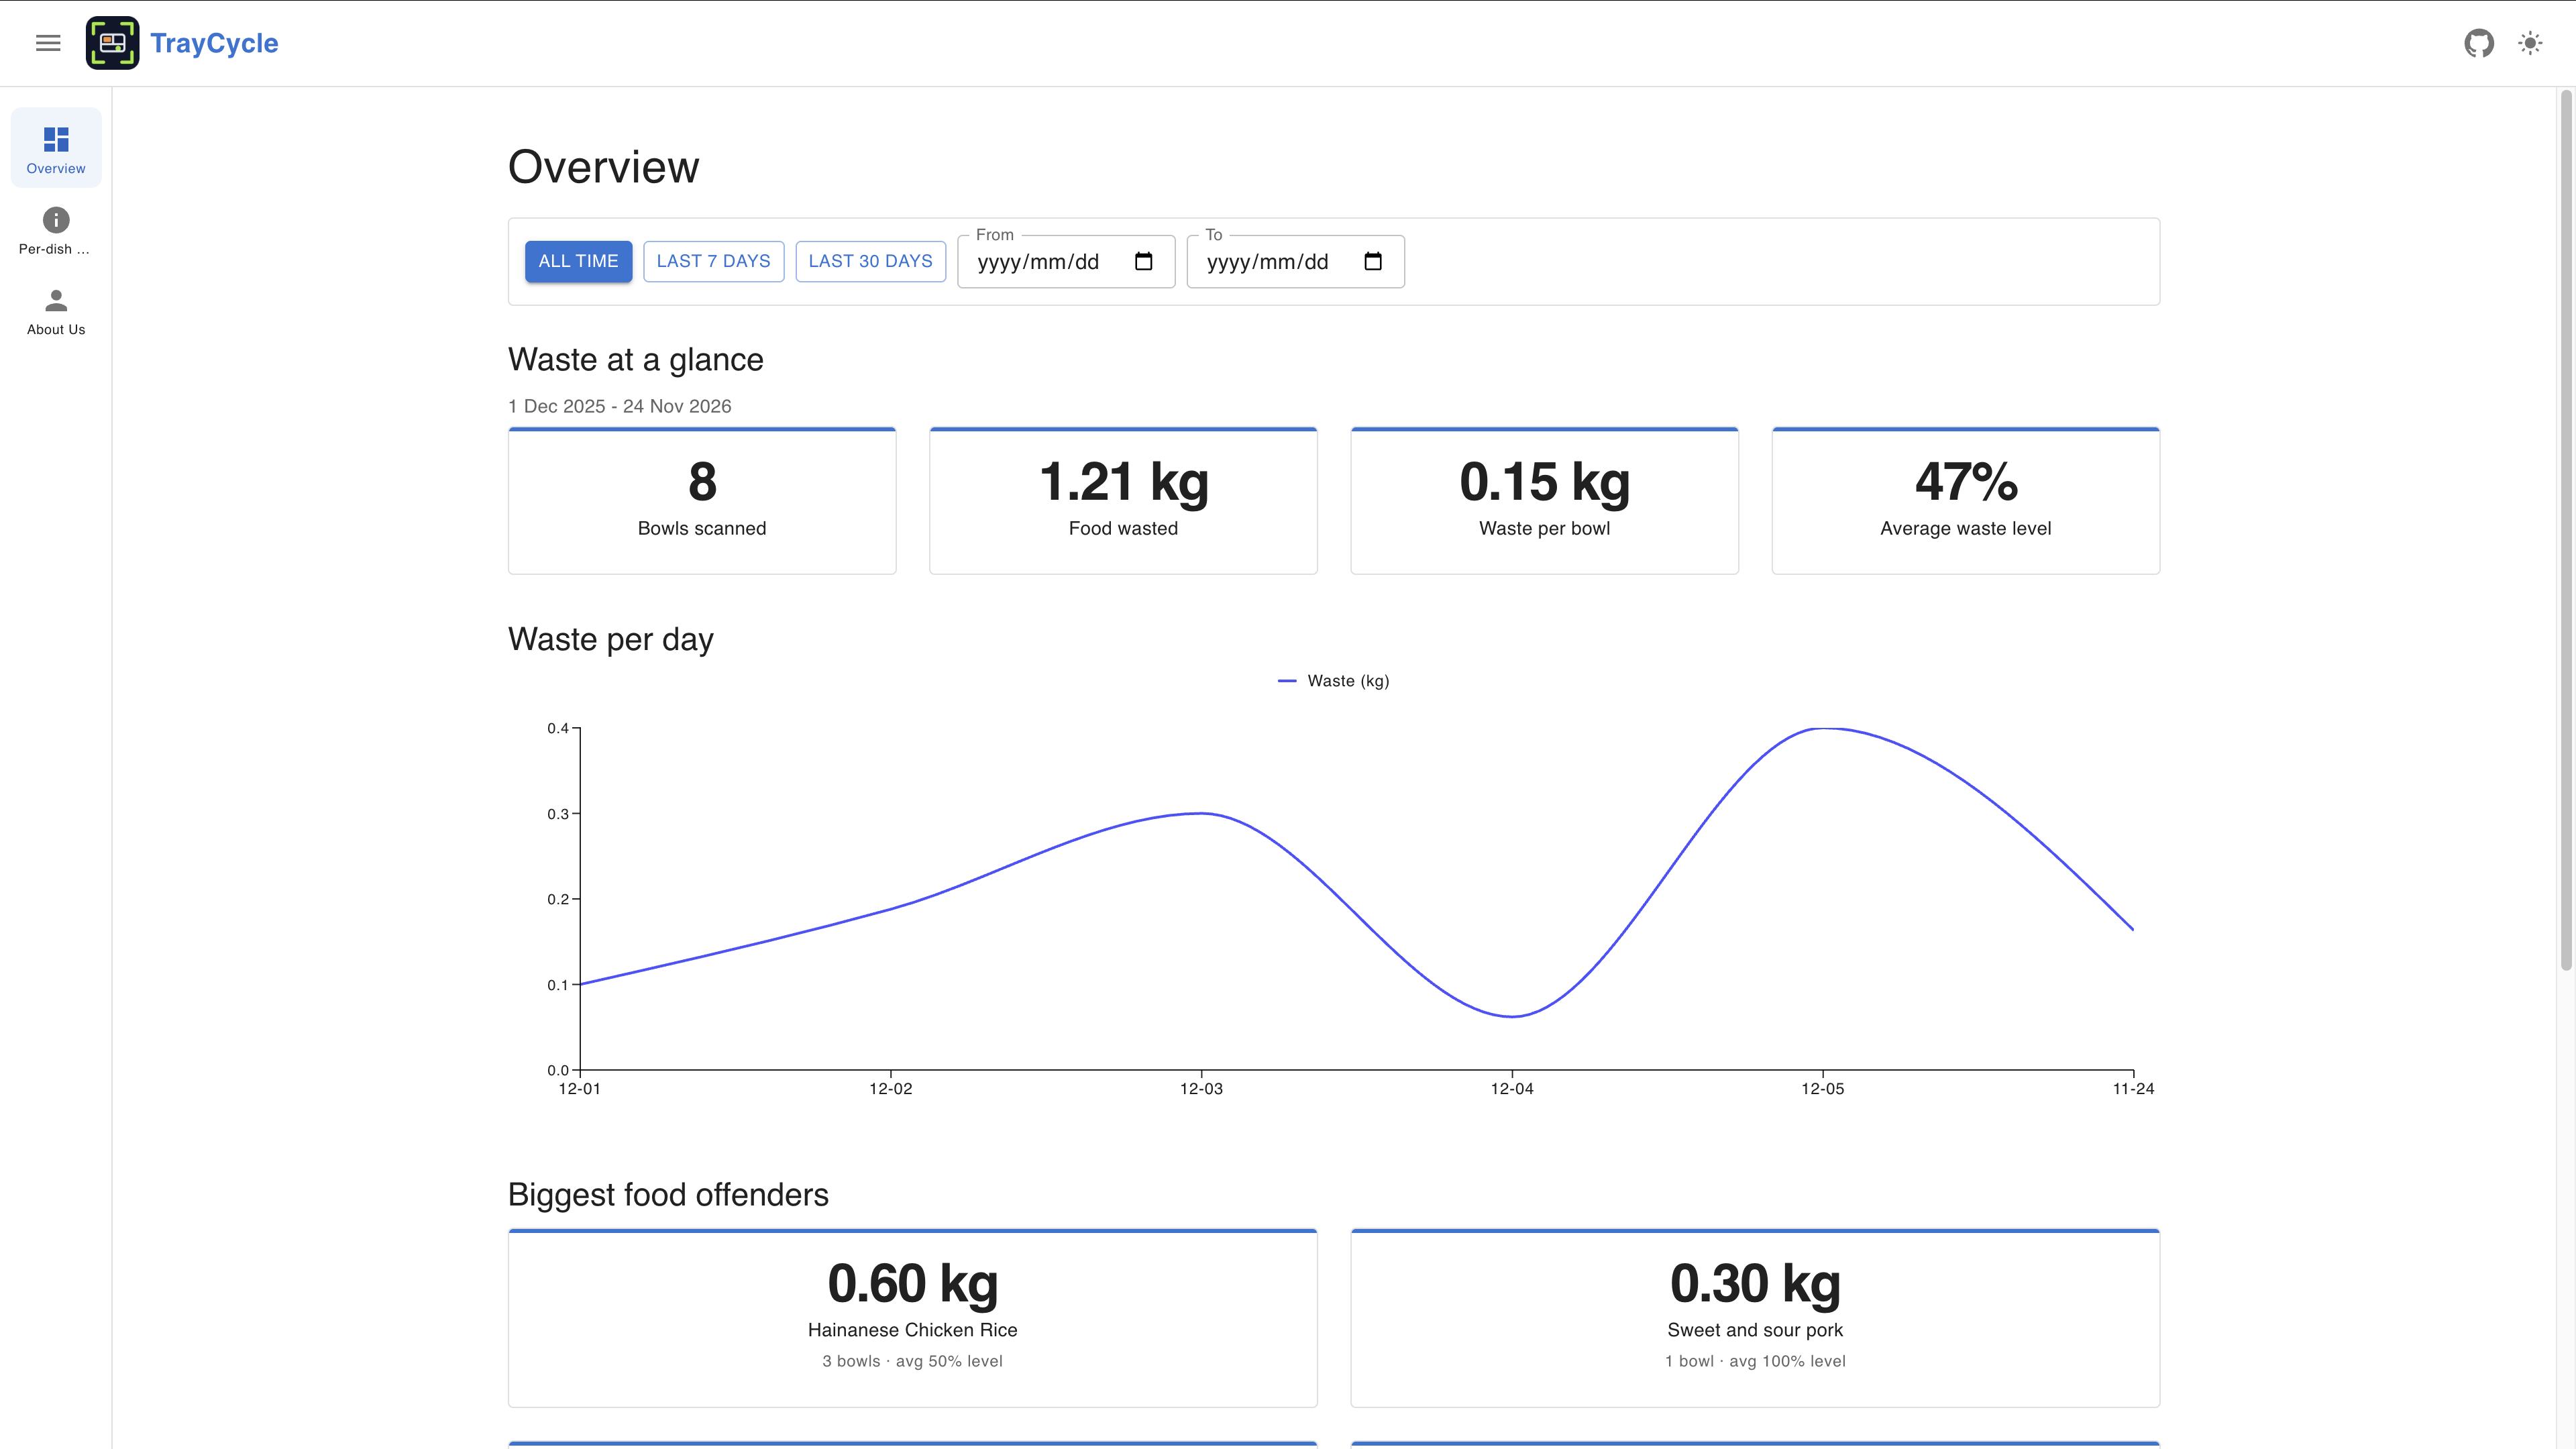 TrayCycle
Overview
Per-dish ...
About Us
Overview
ALL TIME
LAST 7 DAYS
LAST 30 DAYS
From
yyyy/mm/dd
To
yyyy/mm/dd
Waste at a glance
1 Dec 2025 - 24 Nov 2026
8
Bowls scanned
1.21 kg
Food wasted
0.15 kg
Waste per bowl
47%
Average waste level
Waste per day
Waste (kg)
0.4
0.3
0.2
0.1
0.0
12-01
12-02
12-03
12-04
12-05
11-24
Biggest food offenders
0.60 kg
Hainanese Chicken Rice
3 bowls · avg 50% level
0.30 kg
Sweet and sour pork
1 bowl · avg 100% level